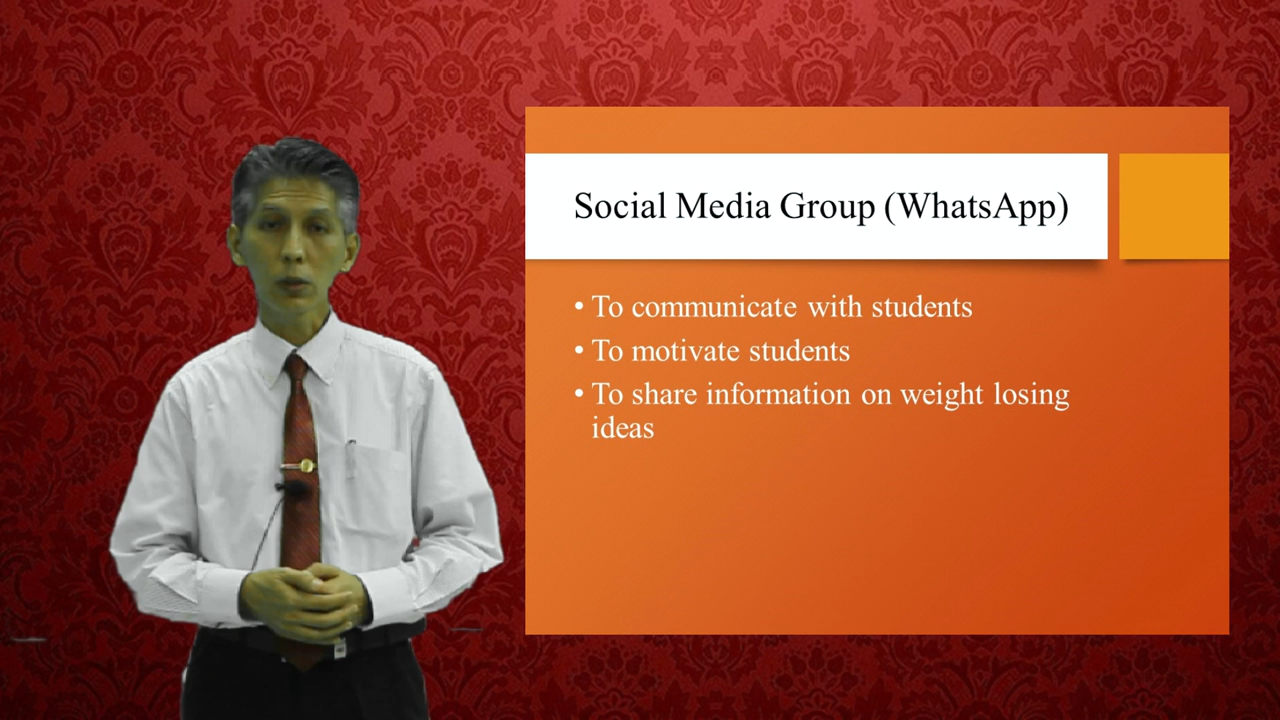 Social Media Group (WhatsApp)
• To communicate with students
• To motivate students
• To share information on weight losing
ideas